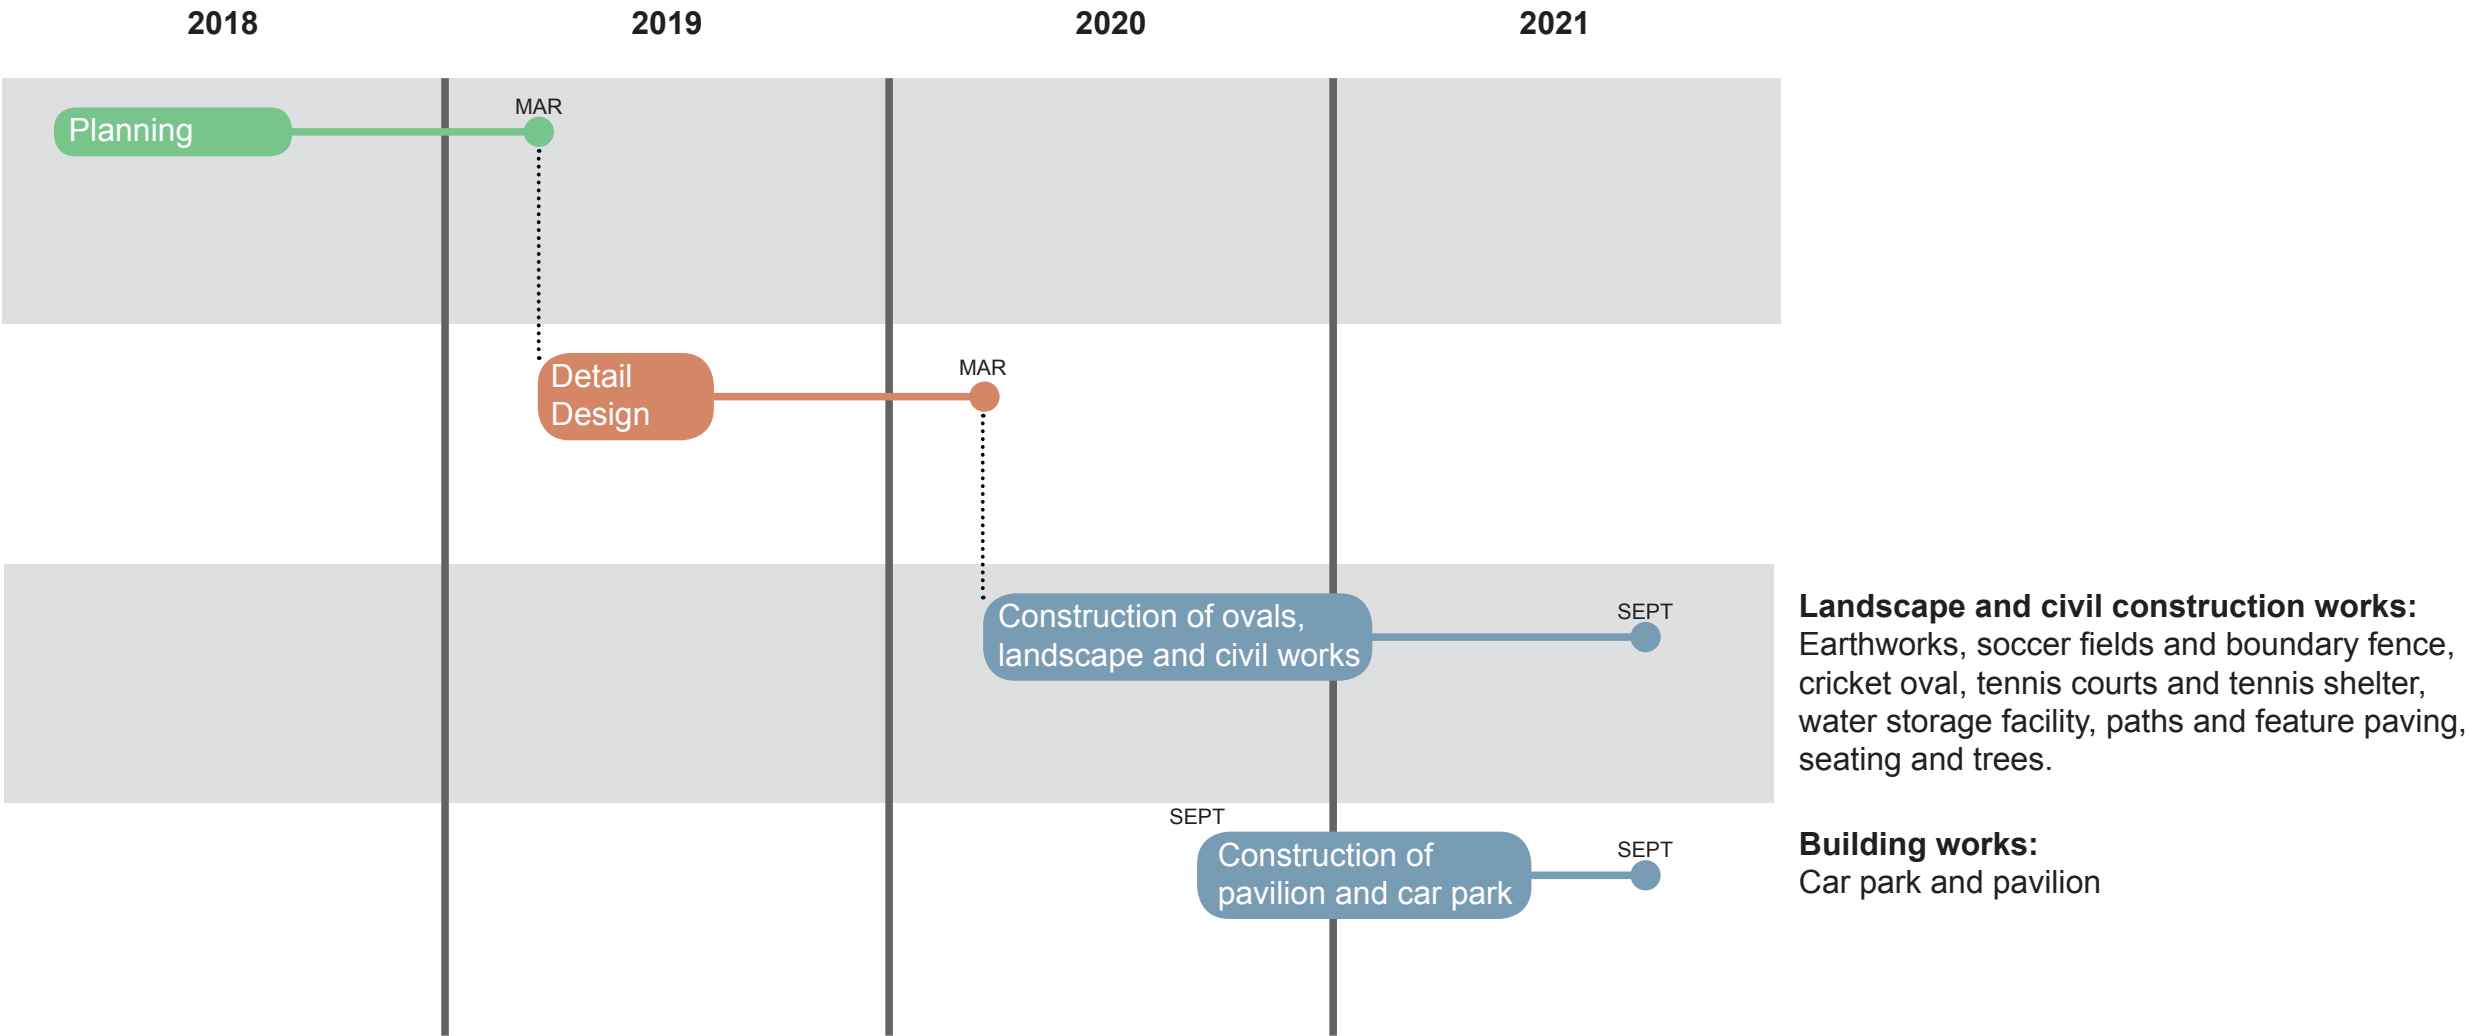 2018 2019 2020 2021
MAR
Planning
MAR
Detail
Design
SEPT
Construction of ovals,
landscape and civil works
Landscape and civil construction works:
Earthworks, soccer fields and boundary fence,
cricket oval, tennis courts and tennis shelter,
water storage facility, paths and feature paving,
seating and trees.
SEPT
Construction of
pavilion and car park
SEPT
Building works:
Car park and pavilion